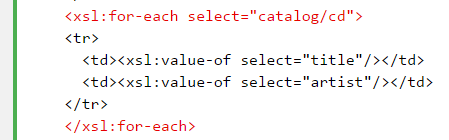 <xsl:for-each select="catalog/cd">
<tr>
<td><xsl:value-of select="title"/></td>
<td><xsl:value-of select="artist"/></td>
</tr>
</xsl:for-each>